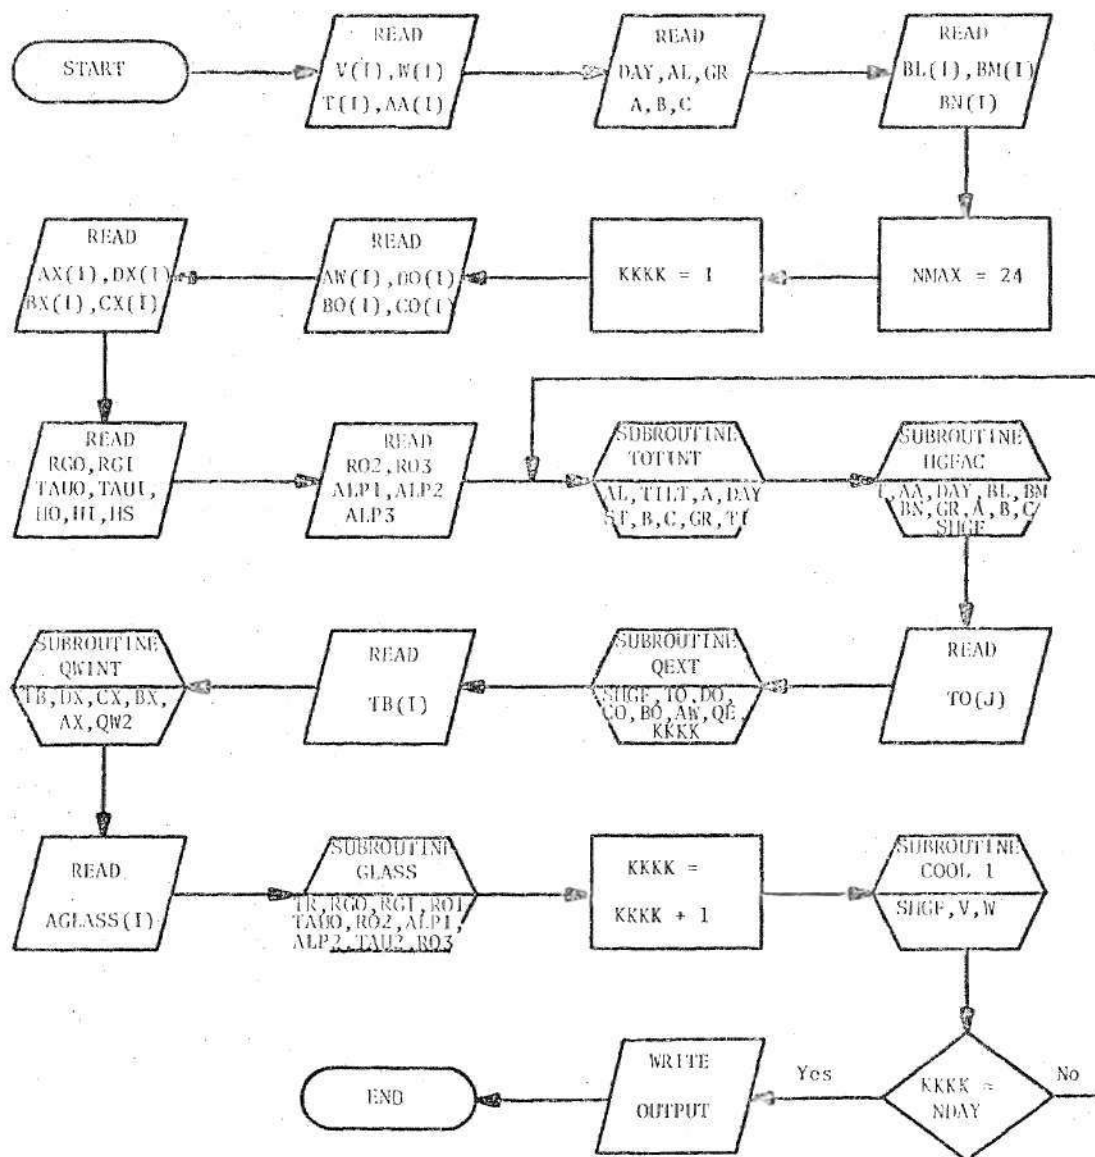 START
READ
V(I),W(I)
T(I),AA(I)
READ
DAY,AL,GR
A,B,C
READ
BL(I),BM(I)
BN(I)
NMAX = 24
KKKK = 1
READ
AW(I),DO(I)
BO(I),CO(I)
READ
AX(I),DX(I)
BX(I),CX(I)
READ
RGO,RGI
TAUO,TAUI,
HO,HI,HS
READ
RO2,RO3
ALP1,ALP2
ALP3
SUBROUTINE
TOTINT
AL,TILT,A,DAY
ST,B,C,GR,TI
SUBROUTINE
HGFAC
AA,DAY,BL,BM
BN,GR,A,B,C
SHGF
READ
TO(J)
SUBROUTINE
QEXT
SHGF,TO,DO,
CO,BO,AW,QE,
KKKK
READ
TB(I)
SUBROUTINE
QWINT
TB,DX,CX,BX,
AX,QW2
READ
AGLASS(I)
SUBROUTINE
GLASS
RGO,RGI,
TAUO,RO2,ALP1,
ALP2,TAU2,RO3
KKKK =
KKKK + 1
SUBROUTINE
COOL 1
SHGF,V,W
KKKK =
NDAY
No
Yes
WRITE
OUTPUT
END